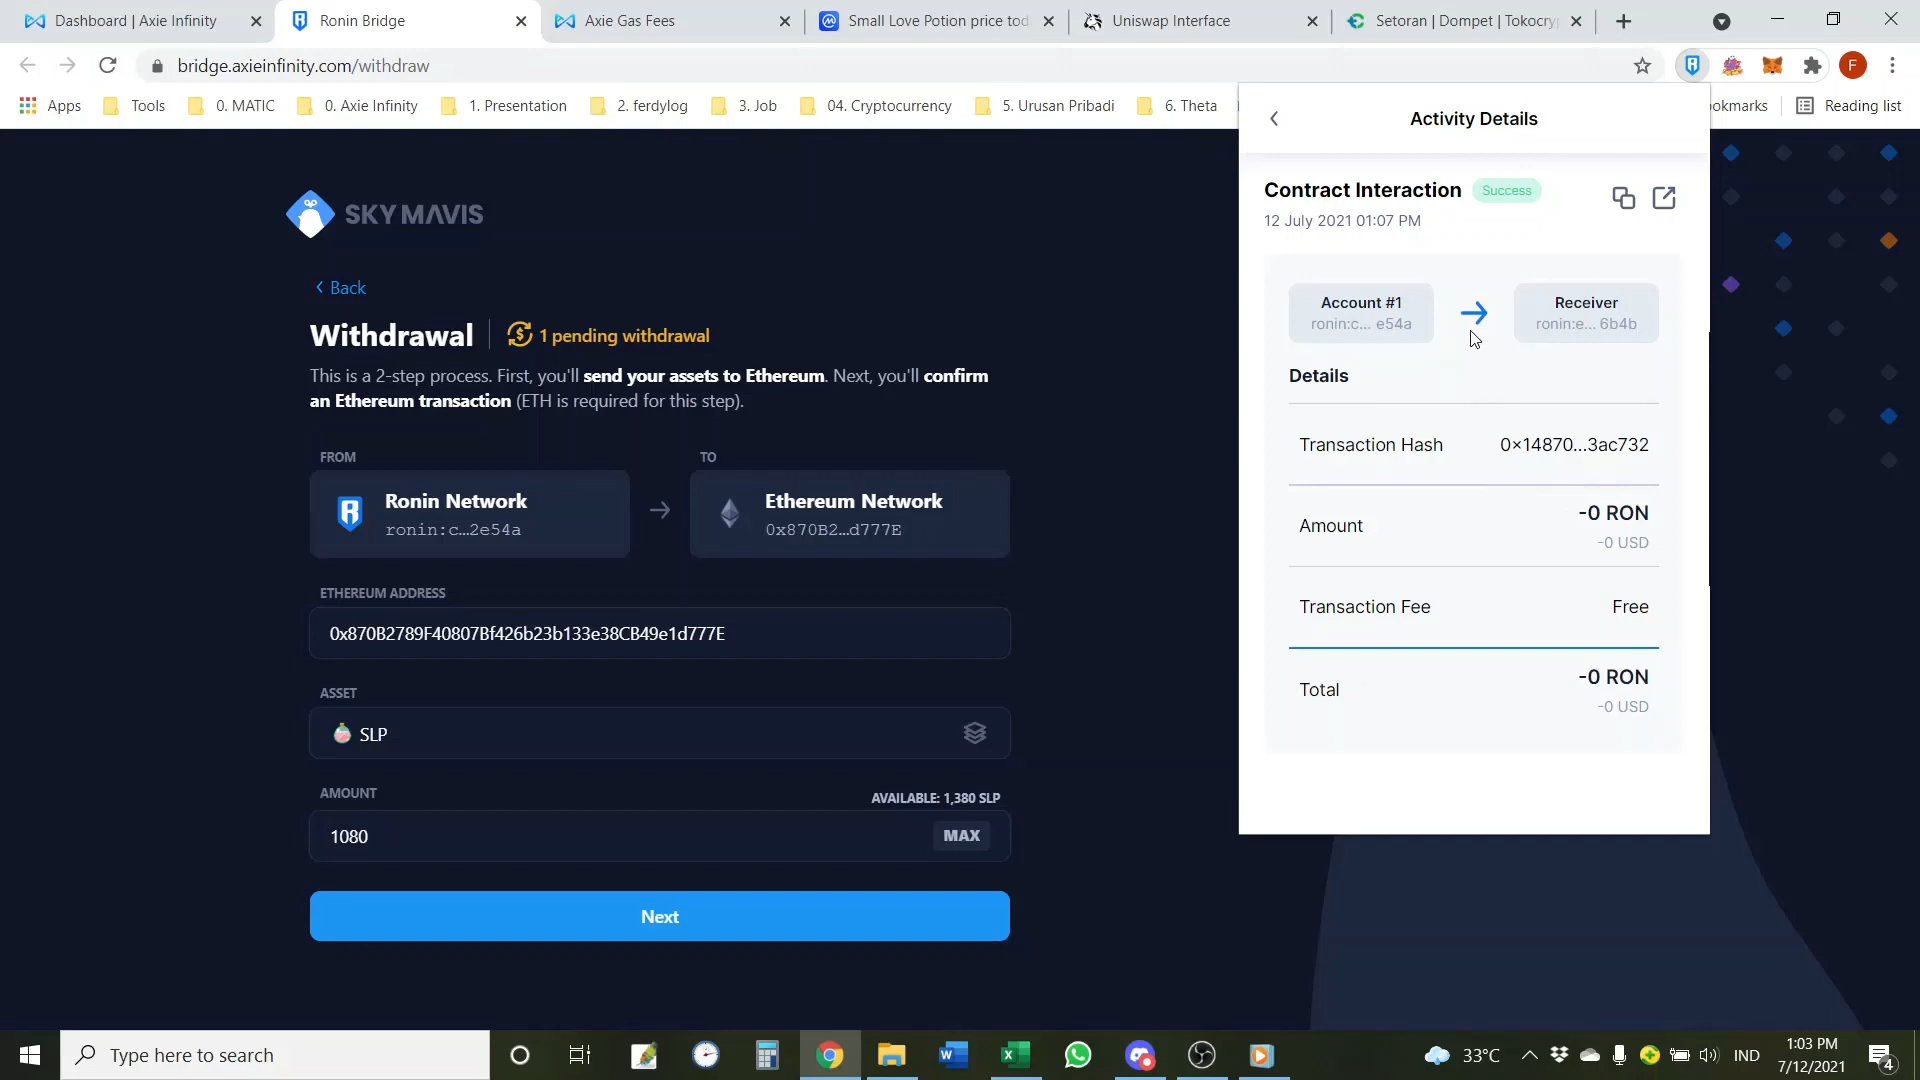 Dashboard | Axie Infinity
Ronin Bridge
Axie Gas Fees
Small Love Potion price tod
Uniswap Interface
Setoran | Dompet | Tokocry
bridge.axieinfinity.com/withdraw
F
Apps
Tools
0. MATIC
0. Axie Infinity
1. Presentation
2. ferdylog
3. Job
04. Cryptocurrency
5. Urusan Pribadi
6. Theta
ookmarks
Reading list
Activity Details
Contract Interaction
Success
12 July 2021 01:07 PM
Account #1
ronin:c... e54a
Receiver
ronin:e... 6b4b
Details
Transaction Hash
0×14870...3ac732
Amount
-0 RON
-0 USD
Transaction Fee
Free
Total
-0 RON
-0 USD
SKY MAVIS
Back
Withdrawal
1 pending withdrawal
This is a 2-step process. First, you'll send your assets to Ethereum. Next, you'll confirm
an Ethereum transaction (ETH is required for this step).
FROM
TO
Ronin Network
ronin:c...2e54a
Ethereum Network
0x870B2...d777E
ETHEREUM ADDRESS
0x870B2789F40807Bf426b23b133e38CB49e1d777E
ASSET
SLP
AMOUNT
AVAILABLE: 1,380 SLP
1080
MAX
Next
Type here to search
33°C
IND
1:03 PM
7/12/2021
4